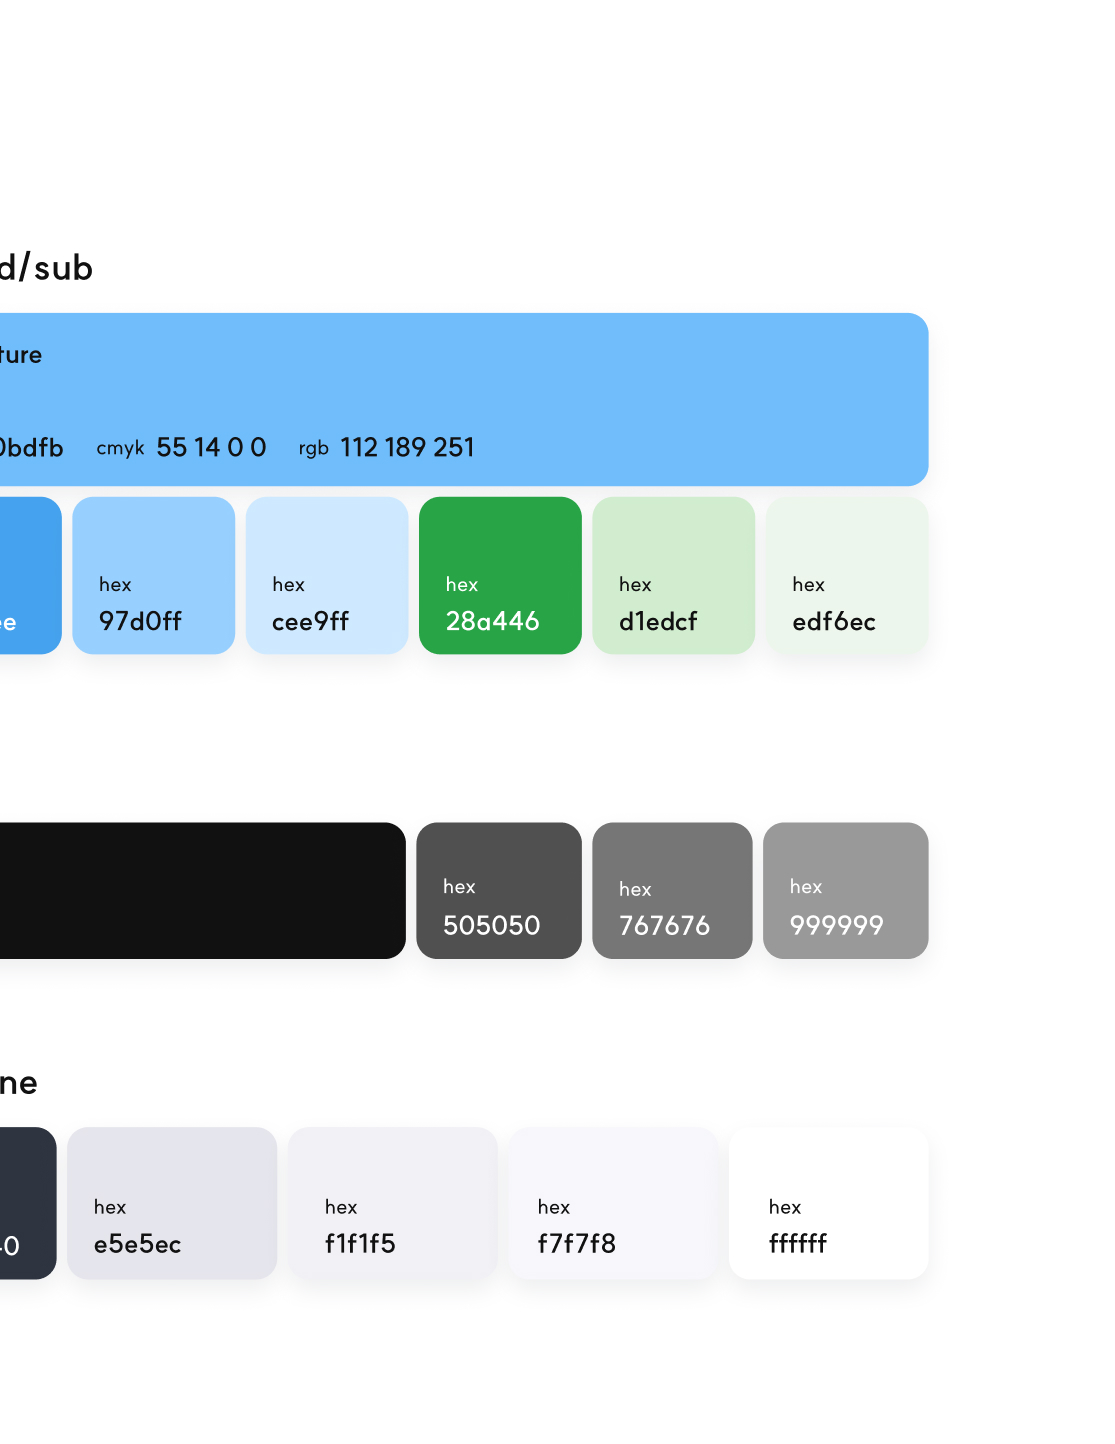 d/sub
ture
0bdfb cmyk 55 14 0 0 rgb 112 189 251
hex hex hex hex hex
ee 97d0ff cee9ff 28a446 d1edcf edf6ec
hex hex hex
505050 767676 999999
ne
hex hex hex hex
40 e5e5ec f1f1f5 f7f7f8 ffffff